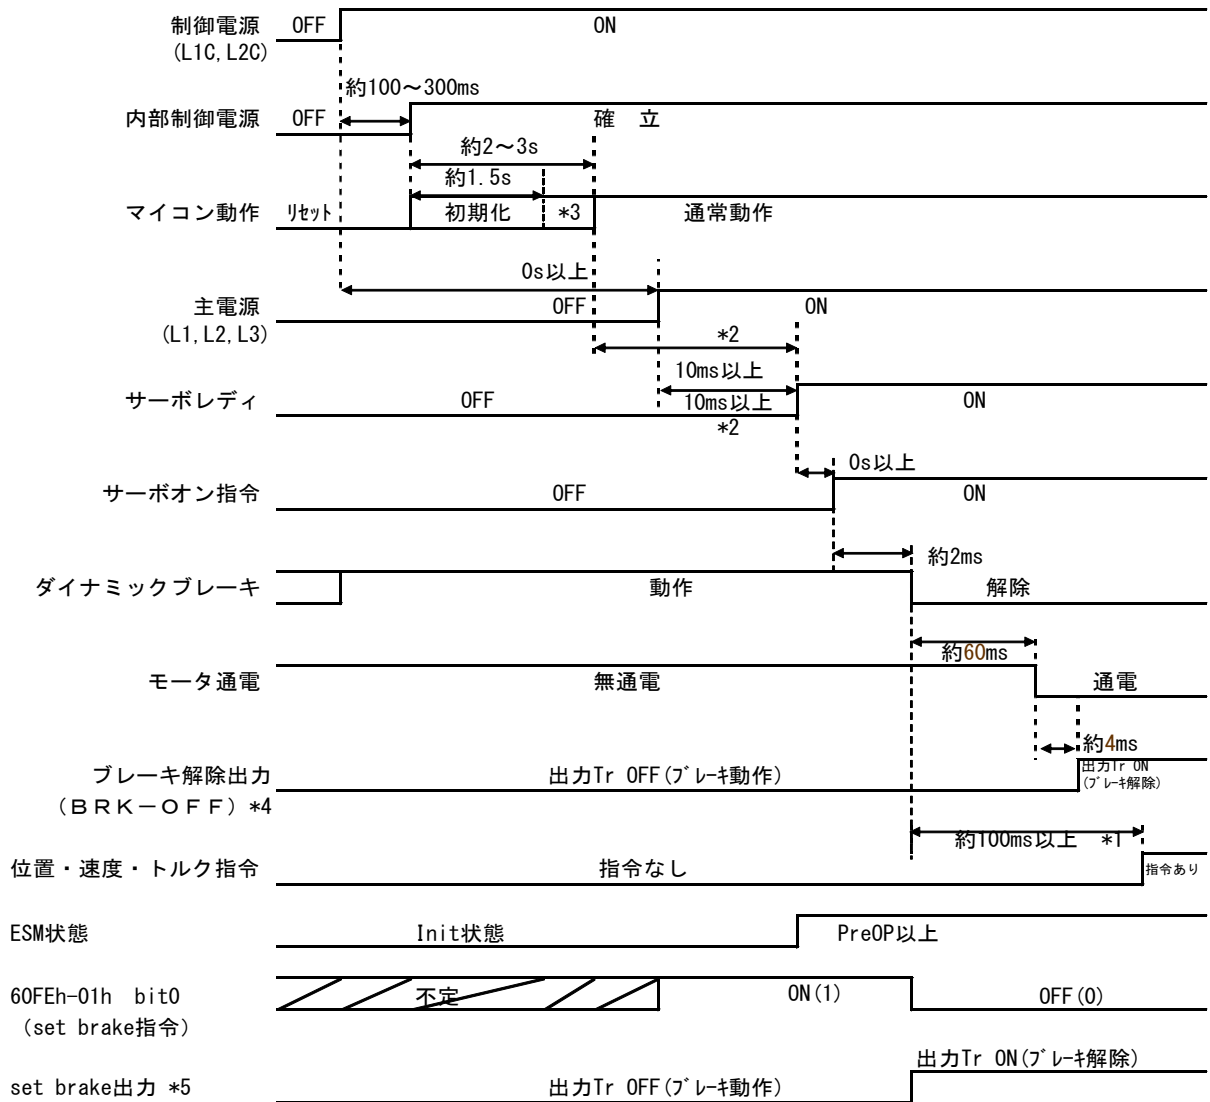 制御電源 OFF ON
(L1C,L2C)
約100～300ms
内部制御電源 OFF 確 立
約2～3s
約1.5s
マイコン動作 ﾘｾｯﾄ 初期化 *3 通常動作
0s以上
主電源 OFF ON
(L1,L2,L3)
*2
10ms以上
サーボレディ OFF 10ms以上 ON
*2
0s以上
サーボオン指令 OFF ON
約2ms
ダイナミックブレーキ 動作 解除
約60ms
モータ通電 無通電 通電
約4ms
ブレーキ解除出力 出力Tr OFF(ﾌﾞﾚｰｷ動作) 出力Tr ON
(ﾌﾞﾚｰｷ解除)
（ＢＲＫ－ＯＦＦ）*4
約100ms以上 *1
位置・速度・トルク指令 指令なし 指令あり
ESM状態 Init状態 PreOP以上
60FEh-01h bit0 不定 ON(1) OFF(0)
（set brake指令）
出力Tr ON(ﾌﾞﾚｰｷ解除)
set brake出力 *5 出力Tr OFF(ﾌﾞﾚｰｷ動作)